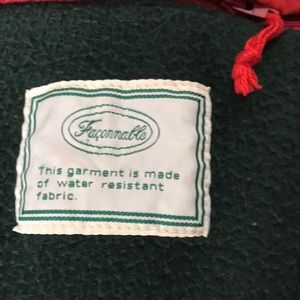 Façonnable
This garment is made
of water resistant
fabric.